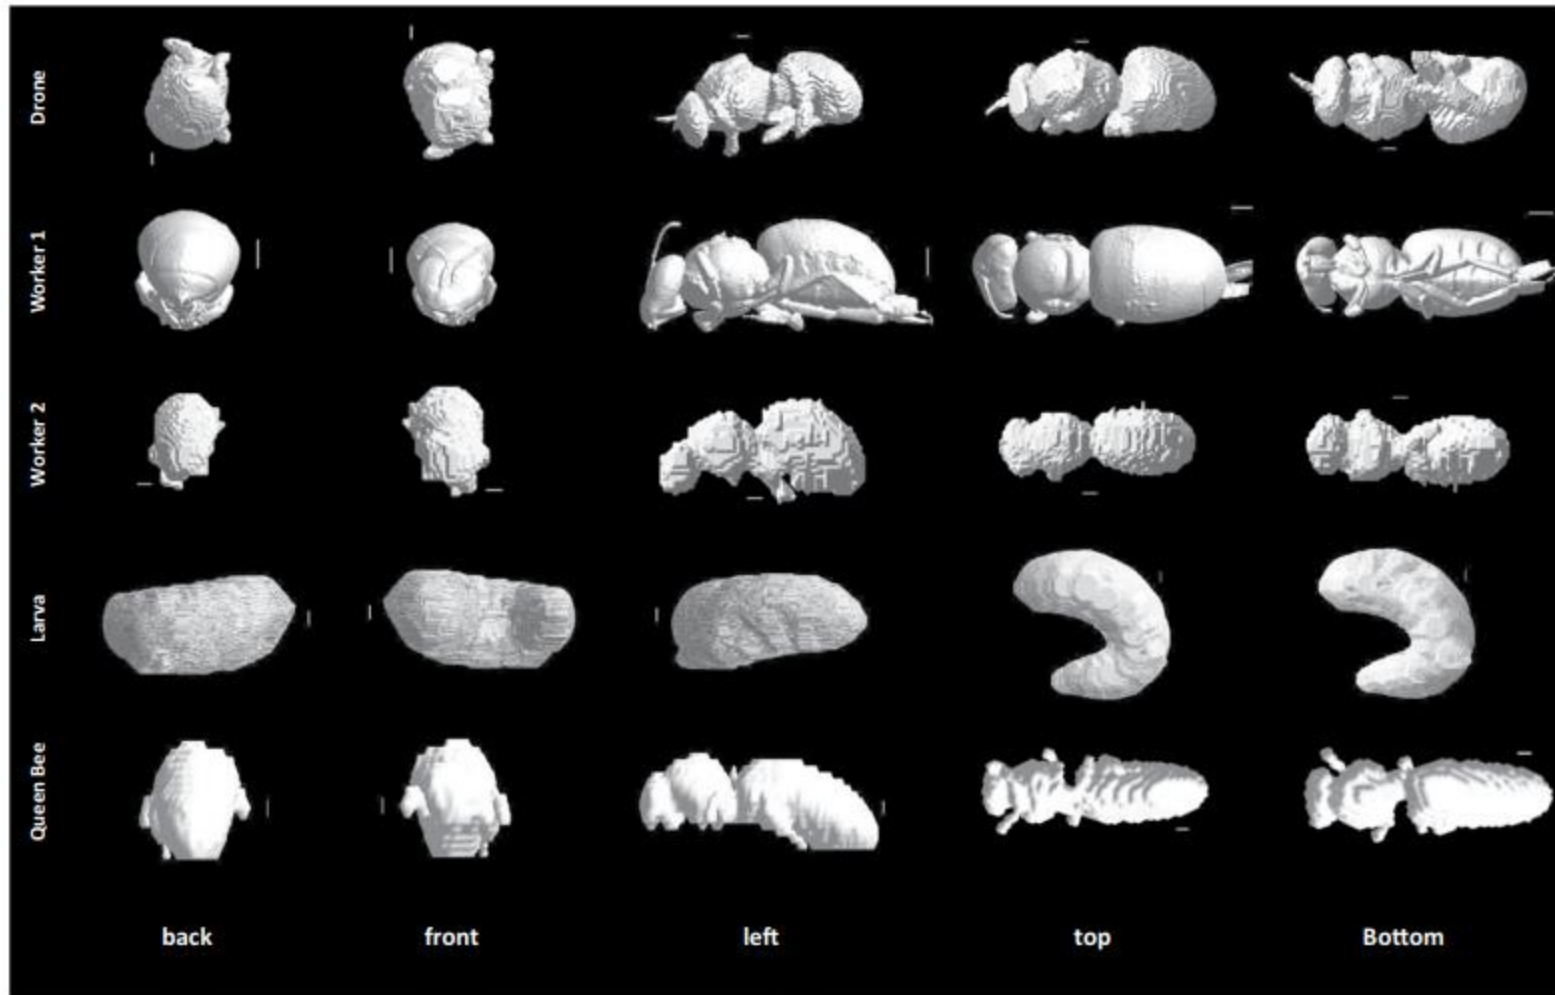 Drone
Worker 1
Worker 2
Larva
Queen Bee
back
front
left
top
Bottom